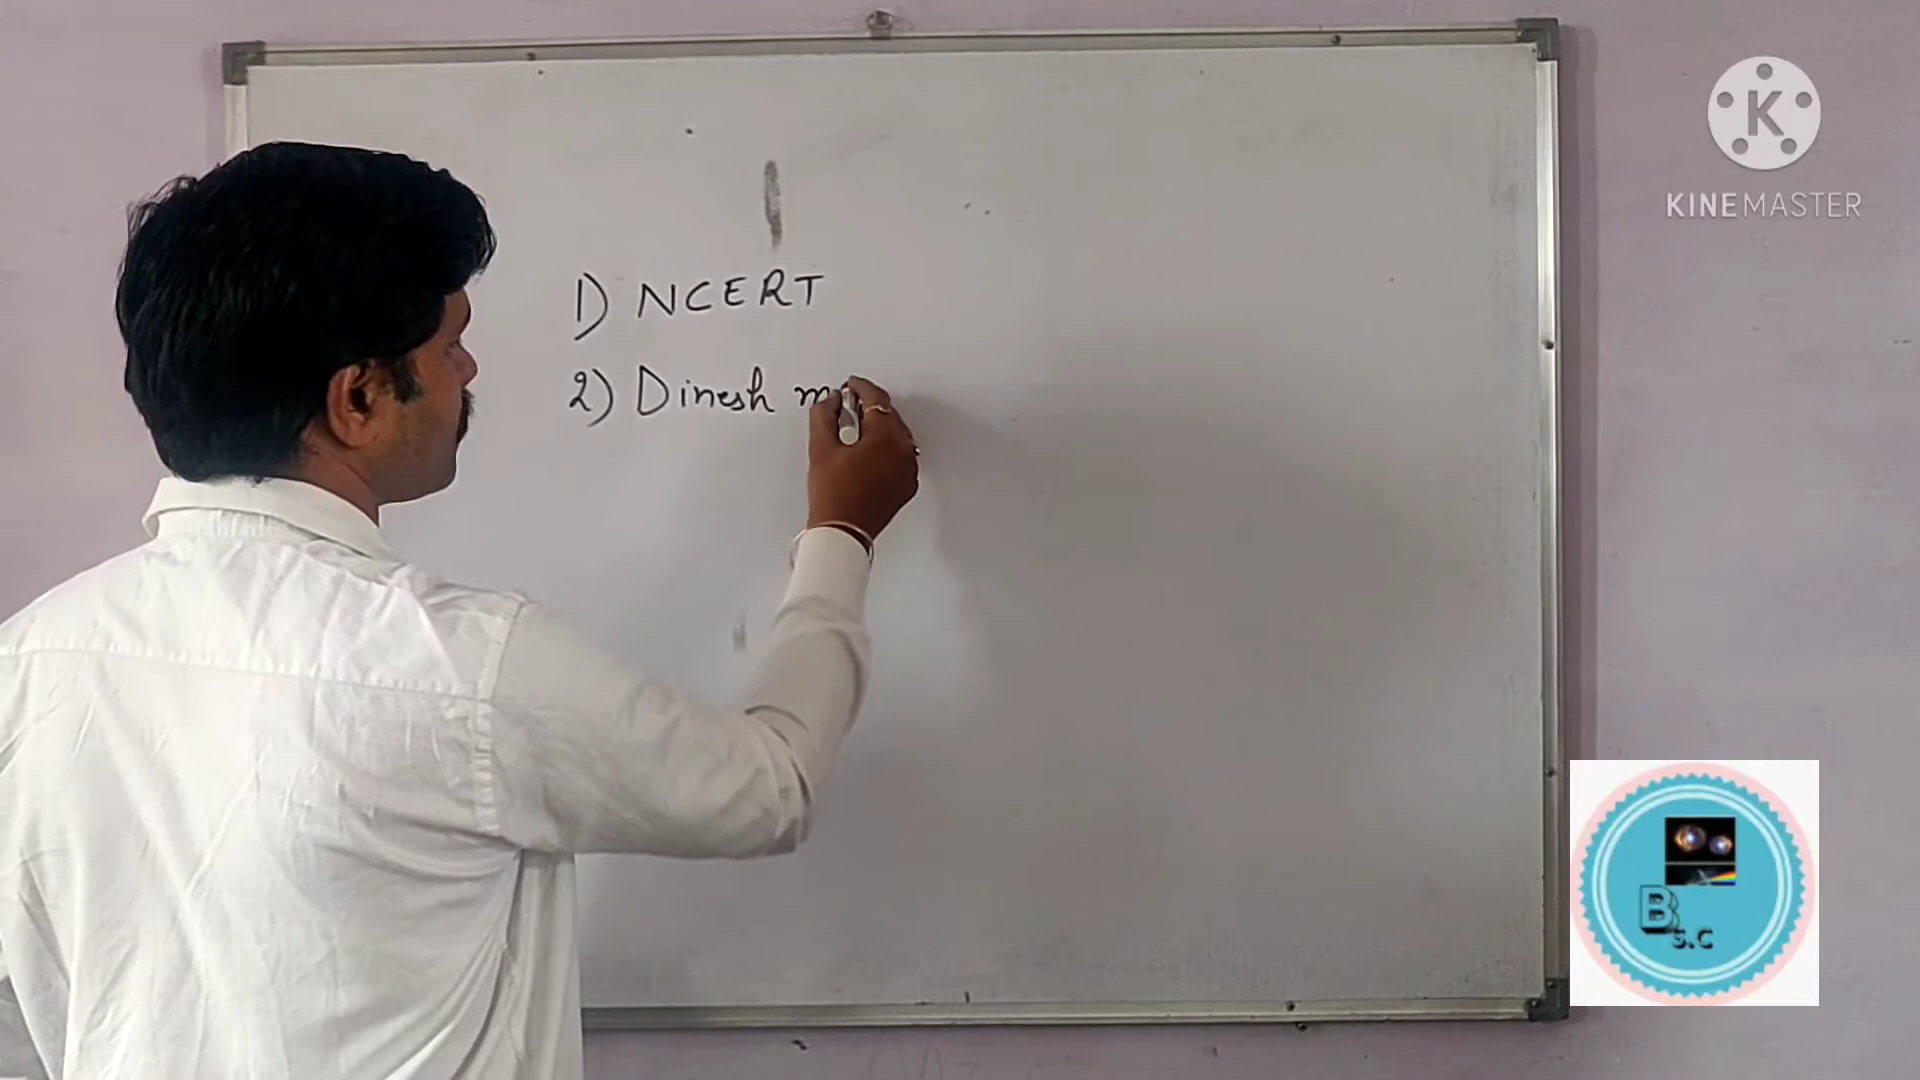 1) NCERT
2) Dinesh
KINEMASTER
K
B
S.C